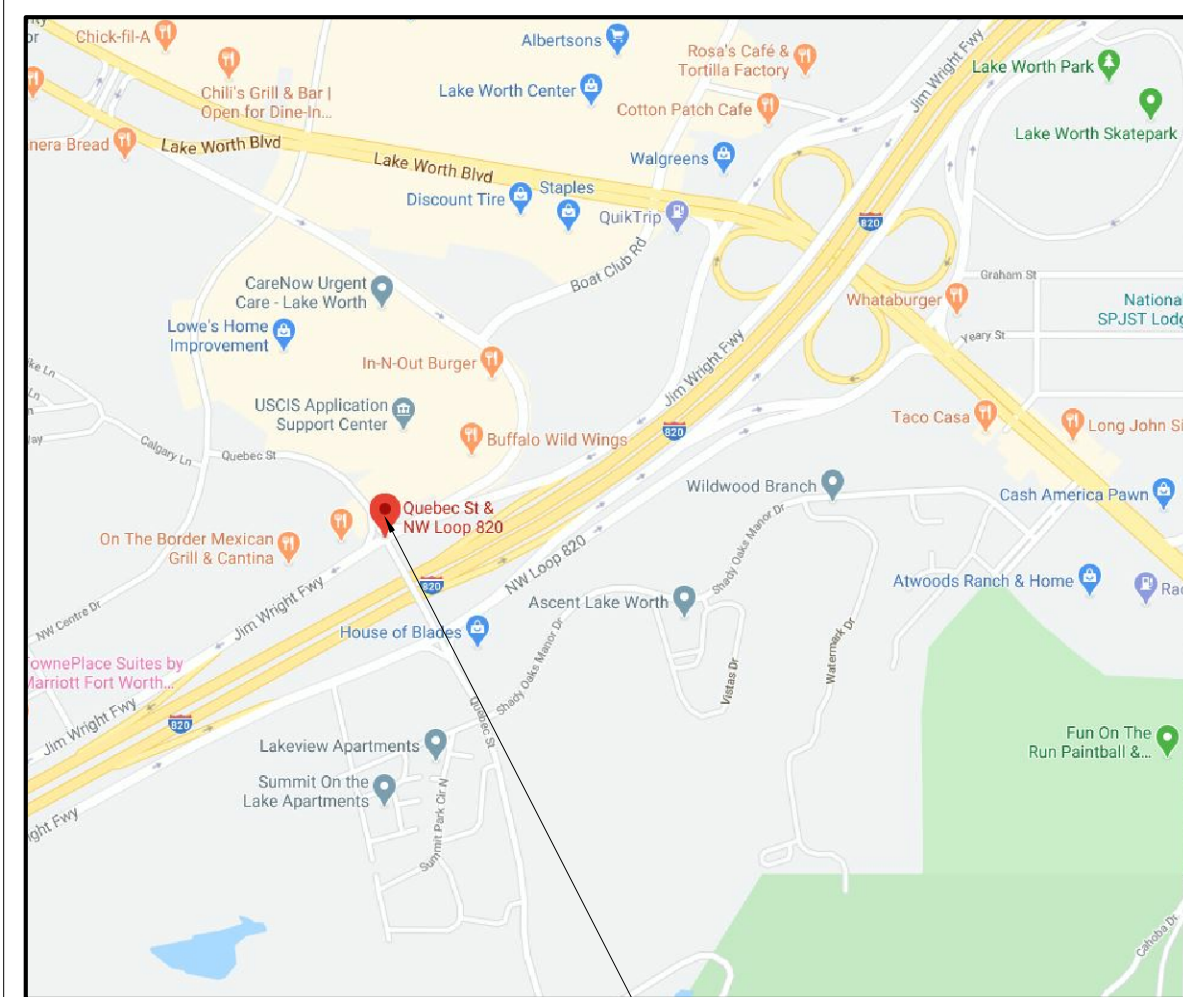 Chick-fil-A
Albertsons
Jim Wright Fwy
Rosa's Café &
Tortilla Factory
Lake Worth Park
Chili's Grill & Bar |
Open for Dine-In...
Lake Worth Center
Cotton Patch Cafe
Lake Worth Skatepark
nera Bread
Lake Worth Blvd
Lake Worth Blvd
Walgreens
Discount Tire
Staples
QuikTrip
820
Boat Club Rd
Graham St
CareNow Urgent
Care - Lake Worth
Whataburger
National
SPJST Lodg
Lowe's Home
Improvement
Yeary St
In-N-Out Burger
Jim Wright Fwy
ke Ln
Ln
USCIS Application
Support Center
Taco Casa
Long John Si
820
Buffalo Wild Wings
Calgary Ln
Quebec St
Wildwood Branch
Cash America Pawn
Quebec St &
NW Loop 820
On The Border Mexican
Grill & Cantina
Shady Oaks Manor Dr
NW Loop 820
820
Atwoods Ranch & Home
Rac
Ascent Lake Worth
NW Centre Dr
Jim Wright Fwy
House of Blades
Shady Oaks Manor Dr
Watermark Dr
ownePlace Suites by
Marriott Fort Worth...
Vistas Dr
Jim Wright Fwy
820
Quebec St
Lakeview Apartments
Fun On The
Run Paintball &...
Summit On the
Lake Apartments
Summit Park Cir N
ght Fwy
Cahoba Dr